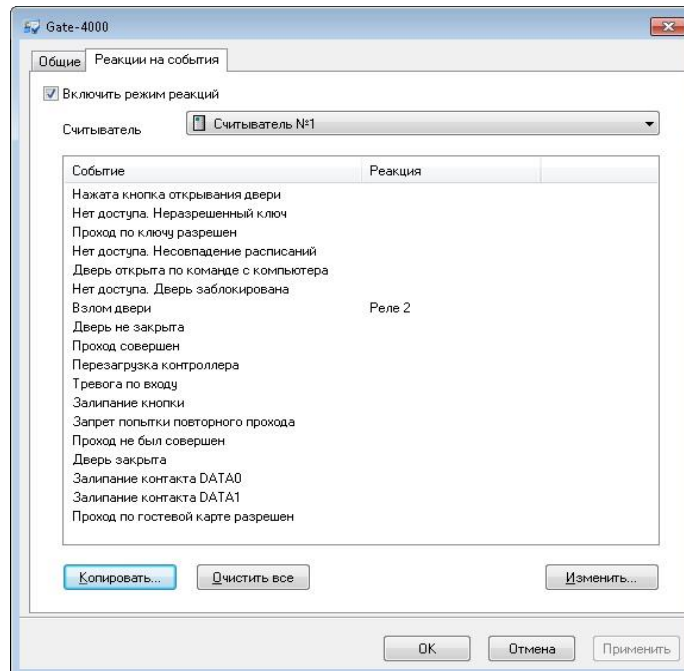 Gate-4000
Общие
Реакции на события
Включить режим реакций
Считыватель
Считыватель №1
Событие Реакция
Нажата кнопка открывания двери
Нет доступа. Неразрешенный ключ
Проход по ключу разрешен
Нет доступа. Несовпадение расписаний
Дверь открыта по команде с компьютера
Нет доступа. Дверь заблокирована
Взлом двери Реле 2
Дверь не закрыта
Проход совершен
Перезагрузка контроллера
Тревога по входу
Залипание кнопки
Запрет попытки повторного прохода
Проход не был совершен
Дверь закрыта
Залипание контакта DATA0
Залипание контакта DATA1
Проход по гостевой карте разрешен
Копировать... Очистить все Изменить...
OK Отмена Применить